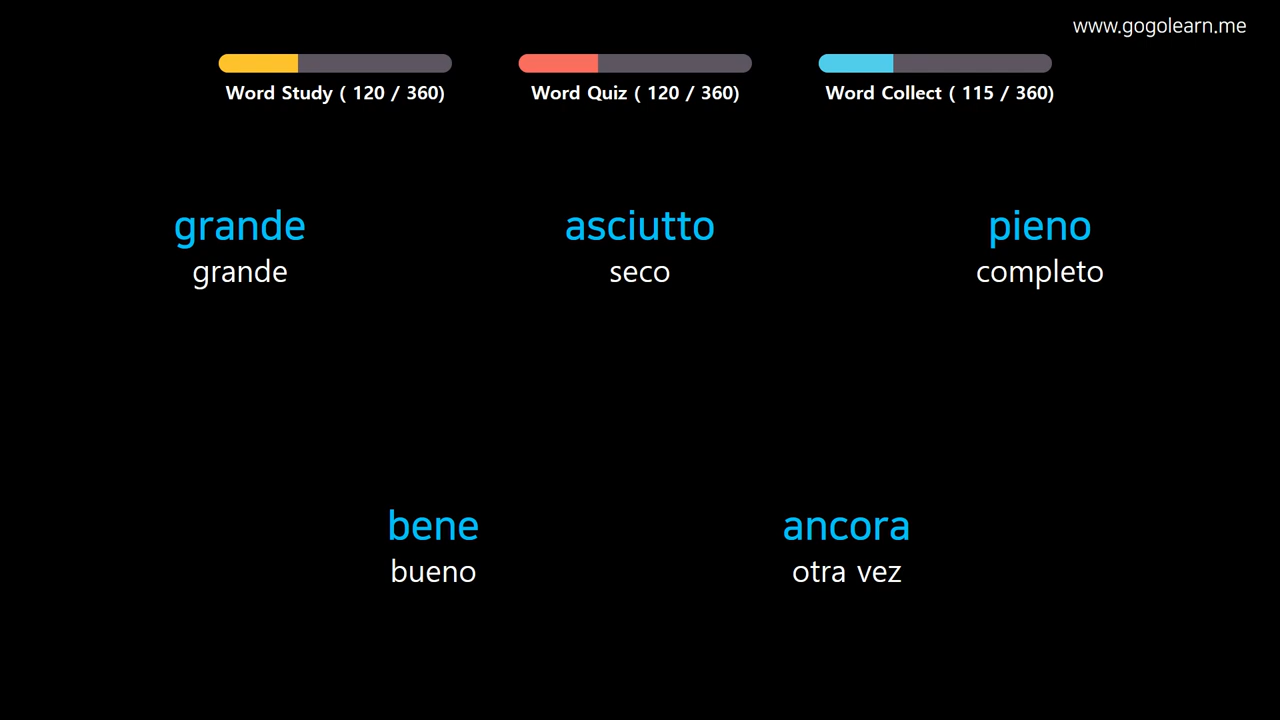 www.gogolearn.me
Word Study ( 120 / 360)
Word Quiz ( 120 / 360)
Word Collect ( 115 / 360)
grande
grande
asciutto
seco
pieno
completo
bene
bueno
ancora
otra vez